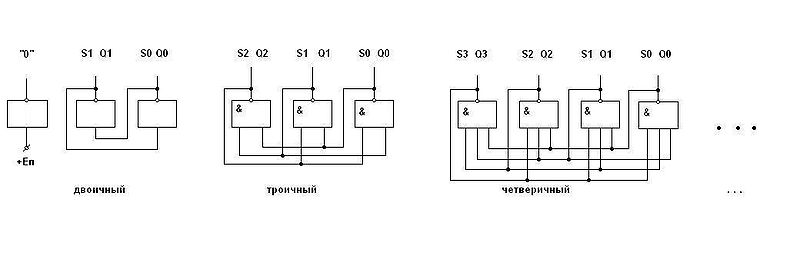 "0" S1 Q1 S0 Q0 S2 Q2 S1 Q1 S0 Q0 S3 Q3 S2 Q2 S1 Q1 S0 Q0
& & & & & & &
+Еп
двоичный троичный четверичный ...